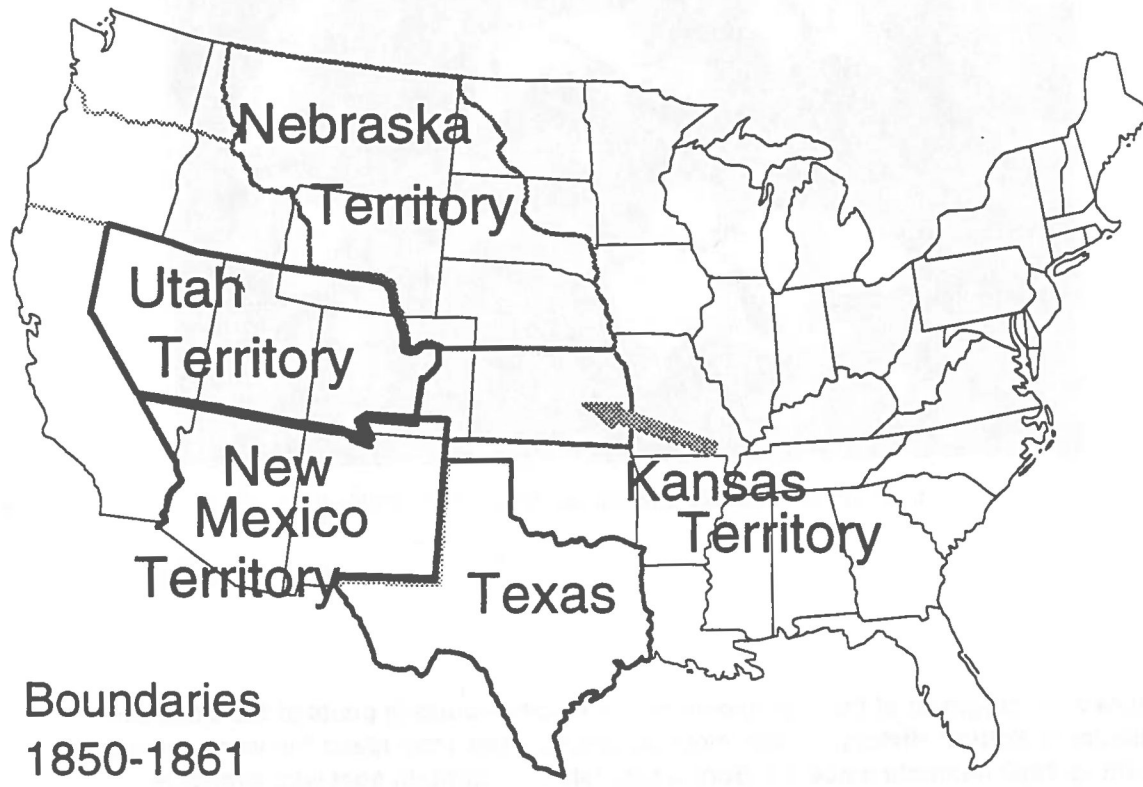 Nebraska
Territory
Utah
Territory
New
Mexico
Territory
Kansas
Territory
Texas
Boundaries
1850-1861